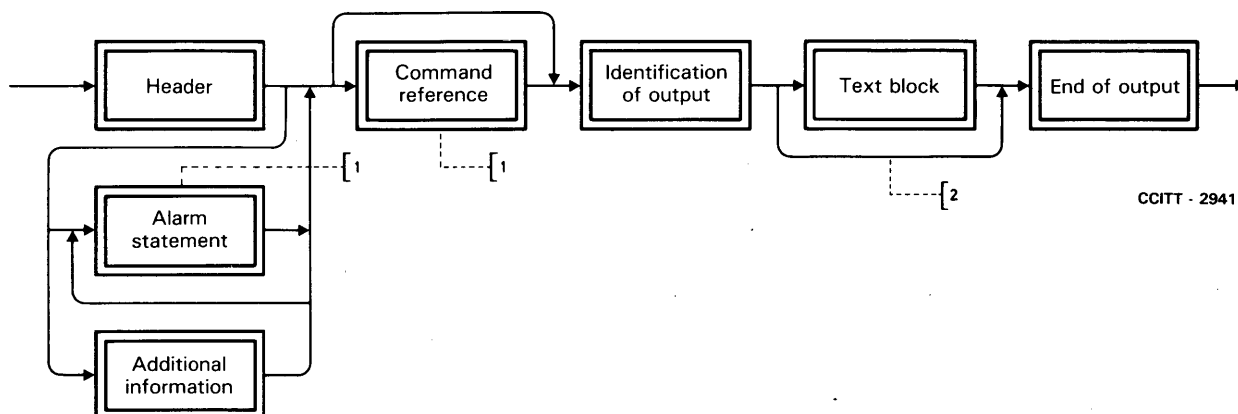 Header
Command
reference
Identification
of output
Text block
End of output
1
1
2
CCITT - 2941
Alarm
statement
Additional
information